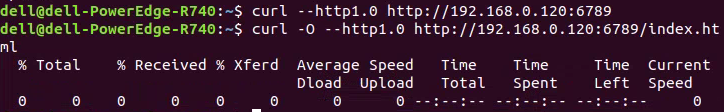 dell@dell-PowerEdge-R740:~$ curl --http1.0 http://192.168.0.120:6789
dell@dell-PowerEdge-R740:~$ curl -O --http1.0 http://192.168.0.120:6789/index.ht
ml
  % Total    % Received % Xferd  Average Speed   Time    Time     Time  Current
                                 Dload  Upload   Total   Spent    Left  Speed
  0     0    0     0    0     0      0      0 --:--:-- --:--:-- --:--:--     0